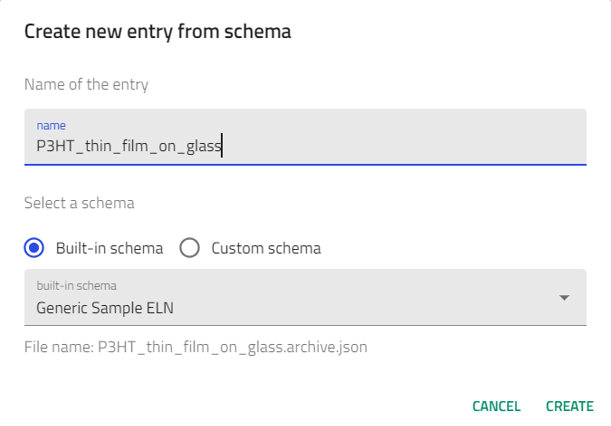 Create new entry from schema
Name of the entry
name
P3HT_thin_film_on_glass
Select a schema
Built-in schema Custom schema
built-in schema
Generic Sample ELN
File name: P3HT_thin_film_on_glass.archive.json
CANCEL CREATE